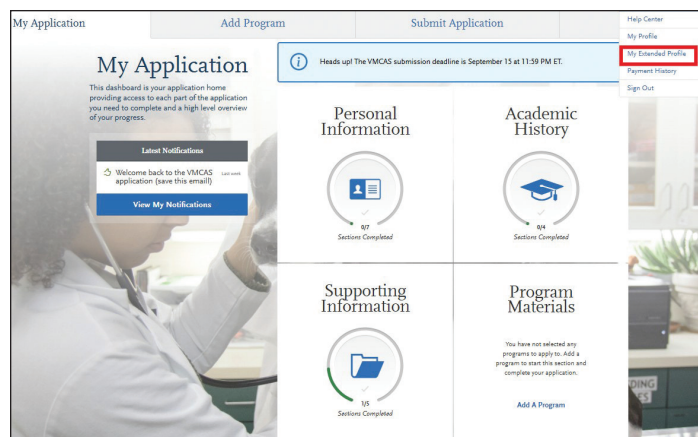 My Application
Add Program
Submit Application
Help Center
My Profile
My Extended Profile
Payment History
Sign Out
My Application
This dashboard is your application home
providing access to each part of the application
you need to complete and a high level overview
of your progress.
Latest Notifications
Welcome back to the VMCAS
application (save this emaill)
Last week
View My Notifications
Heads up! The VMCAS submission deadline is September 15 at 11:59 PM ET.
Personal
Information
0/7
Sections Completed
Academic
History
0/4
Sections Completed
Supporting
Information
1/5
Sections Completed
Program
Materials
You have not selected any
programs to apply to. Add a
program to start this section and
complete your application.
Add A Program